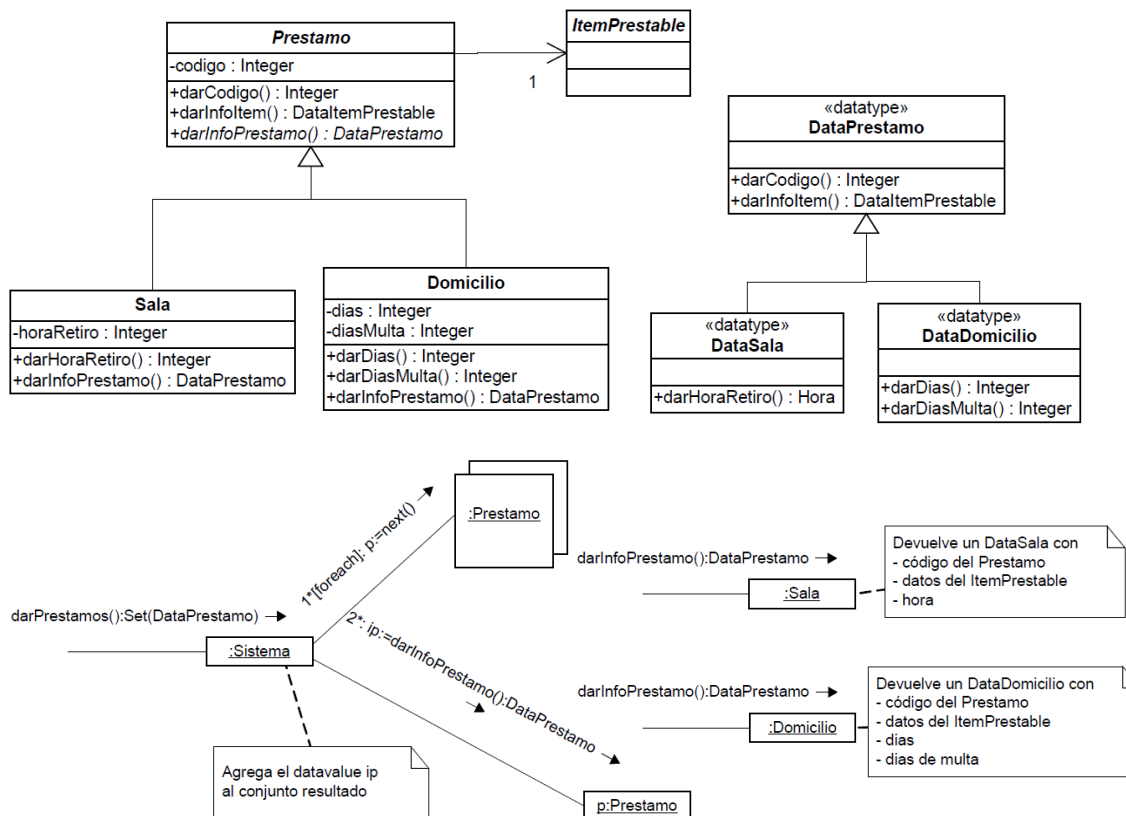 Prestamo
-codigo : Integer
+darCodigo() : Integer
+darInfoItem() : DataItemPrestable
+darInfoPrestamo() : DataPrestamo
1
ItemPrestable
«datatype»
DataPrestamo
+darCodigo() : Integer
+darInfoItem() : DataItemPrestable
Sala
-horaRetiro : Integer
+darHoraRetiro() : Integer
+darInfoPrestamo() : DataPrestamo
Domicilio
-dias : Integer
-diasMulta : Integer
+darDias() : Integer
+darDiasMulta() : Integer
+darInfoPrestamo() : DataPrestamo
«datatype»
DataSala
+darHoraRetiro() : Hora
«datatype»
DataDomicilio
+darDias() : Integer
+darDiasMulta() : Integer
darPrestamos():Set(DataPrestamo)
:Sistema
1*[foreach]: p:=next()
:Prestamo
2*: ip:=darInfoPrestamo():DataPrestamo
p:Prestamo
Agrega el datavalue ip
al conjunto resultado
darInfoPrestamo():DataPrestamo
:Sala
Devuelve un DataSala con
- código del Prestamo
- datos del ItemPrestable
- hora
darInfoPrestamo():DataPrestamo
:Domicilio
Devuelve un DataDomicilio con
- código del Prestamo
- datos del ItemPrestable
- dias
- dias de multa